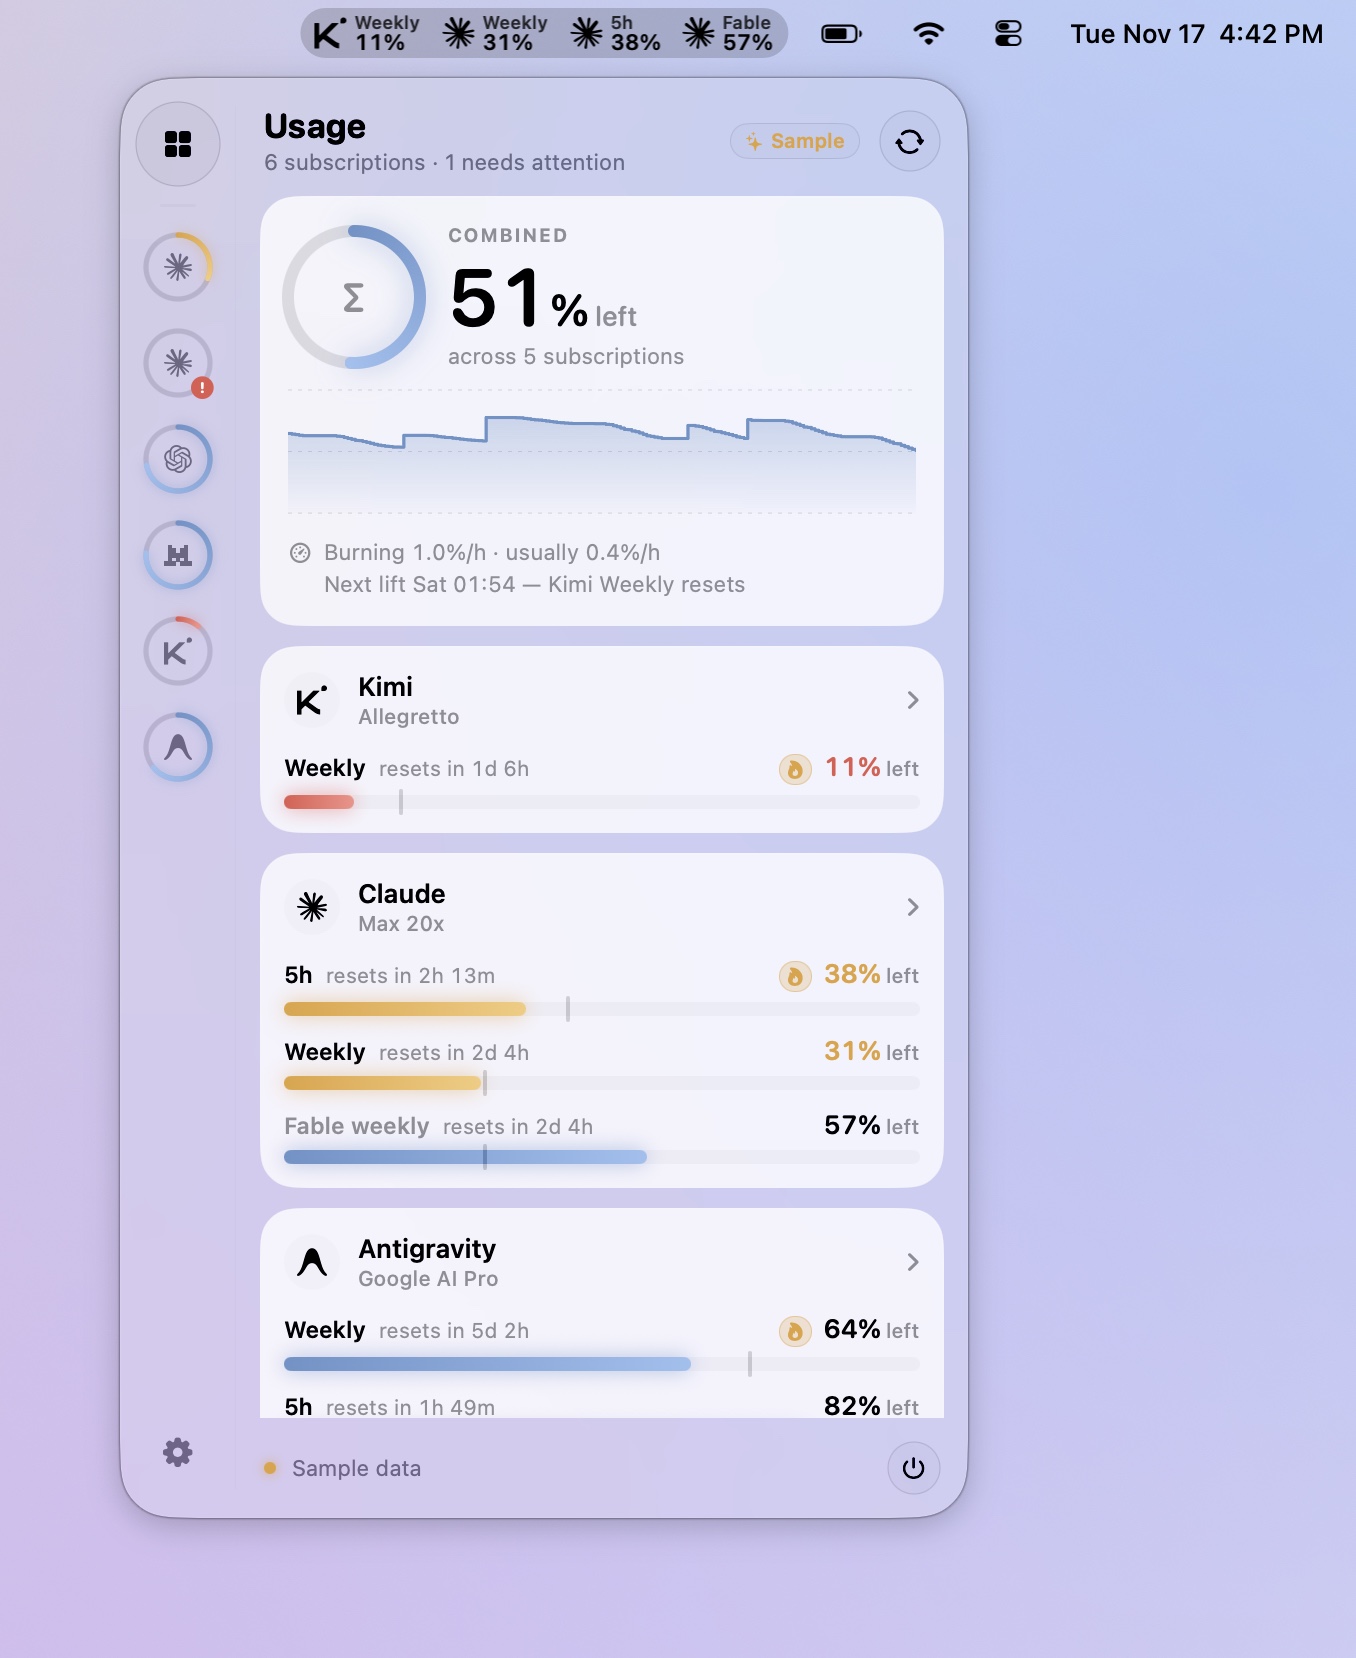 Weekly 11%
Weekly 31%
5h 38%
Fable 57%
Tue Nov 17 4:42 PM
Usage
6 subscriptions · 1 needs attention
Sample
Σ
COMBINED
51% left
across 5 subscriptions
Burning 1.0%/h · usually 0.4%/h
Next lift Sat 01:54 — Kimi Weekly resets
Kimi
Allegretto
Weekly resets in 1d 6h 11% left
Claude
Max 20x
5h resets in 2h 13m 38% left
Weekly resets in 2d 4h 31% left
Fable weekly resets in 2d 4h 57% left
Antigravity
Google AI Pro
Weekly resets in 5d 2h 64% left
5h resets in 1h 49m 82% left
Sample data